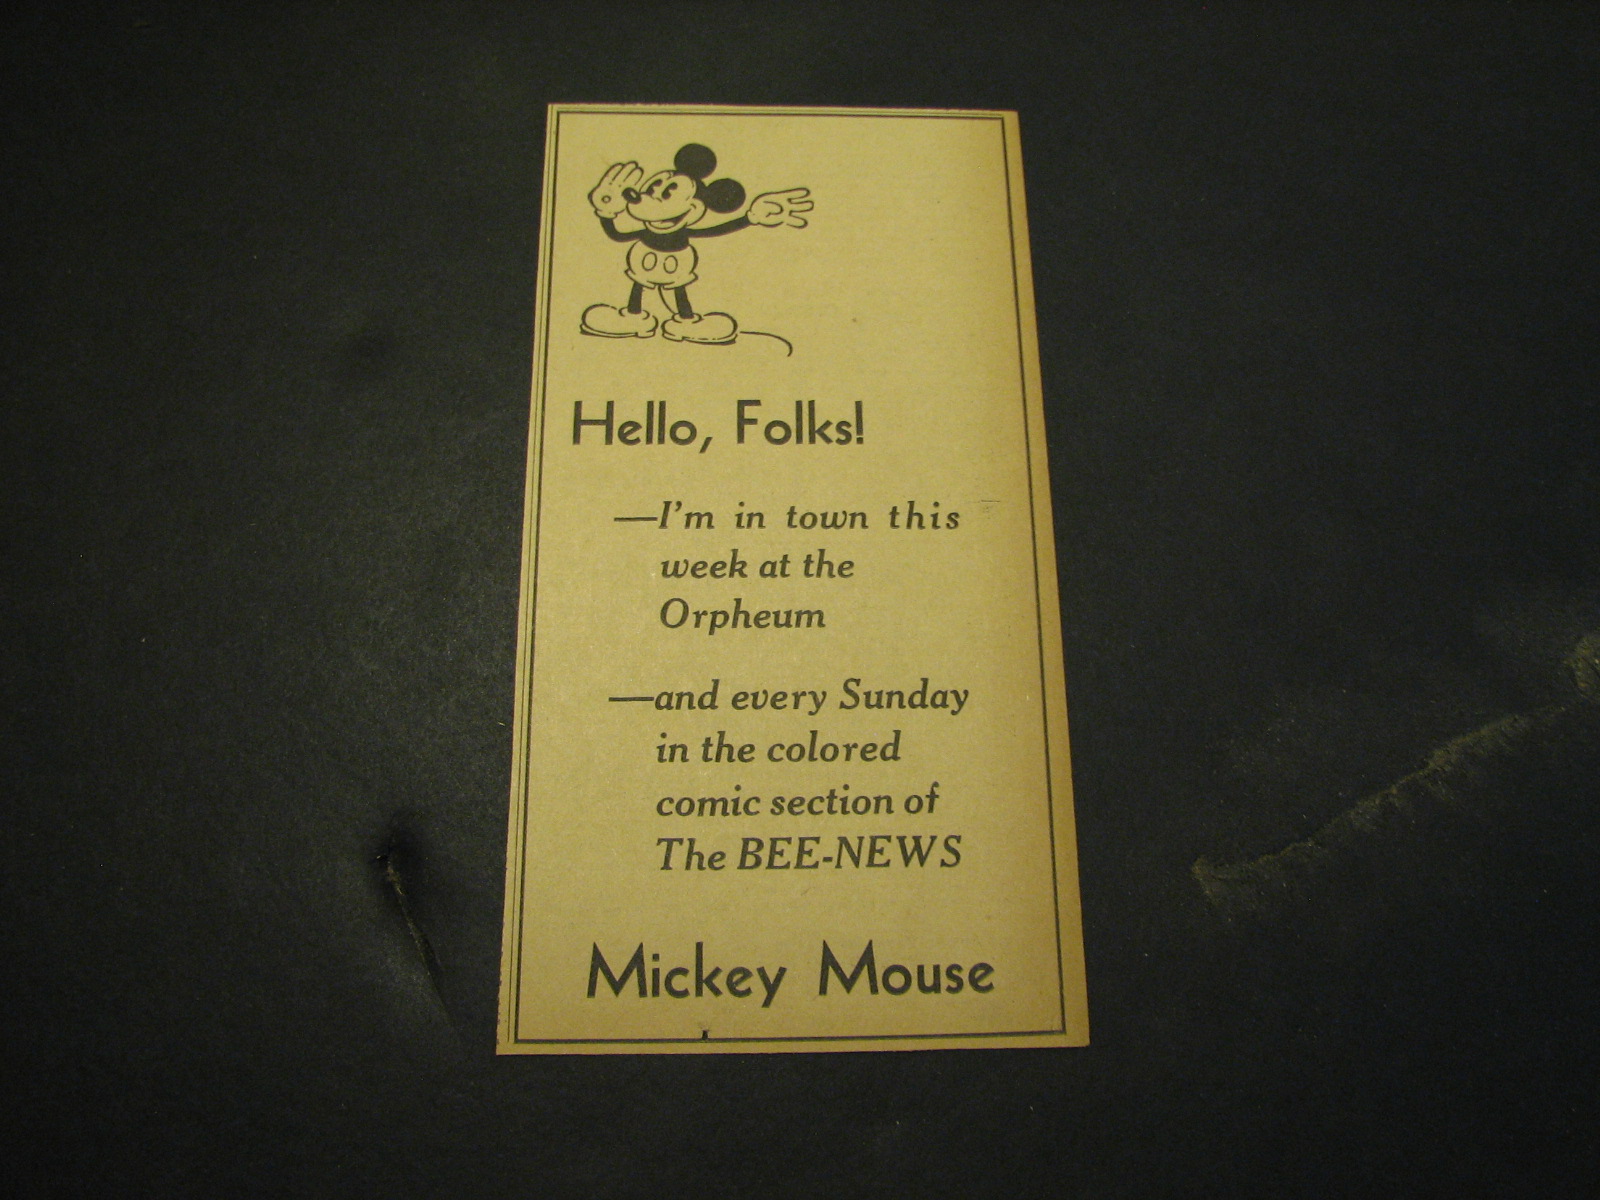 Hello, Folks!
—I'm in town this
week at the
Orpheum
—and every Sunday
in the colored
comic section of
The BEE-NEWS
Mickey Mouse